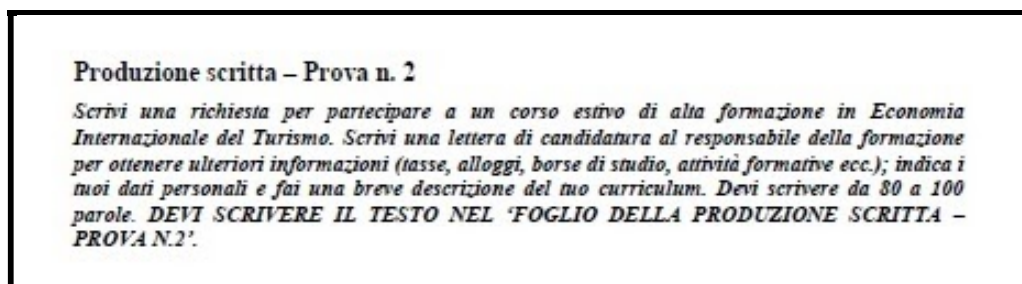 Produzione scritta – Prova n. 2
Scrivi una richiesta per partecipare a un corso estivo di alta formazione in Economia
Internazionale del Turismo. Scrivi una lettera di candidatura al responsabile della formazione
per ottenere ulteriori informazioni (tasse, alloggi, borse di studio, attività formative ecc.); indica i
tuoi dati personali e fai una breve descrizione del tuo curriculum. Devi scrivere da 80 a 100
parole. DEVI SCRIVERE IL TESTO NEL ‘FOGLIO DELLA PRODUZIONE SCRITTA –
PROVA N.2’.